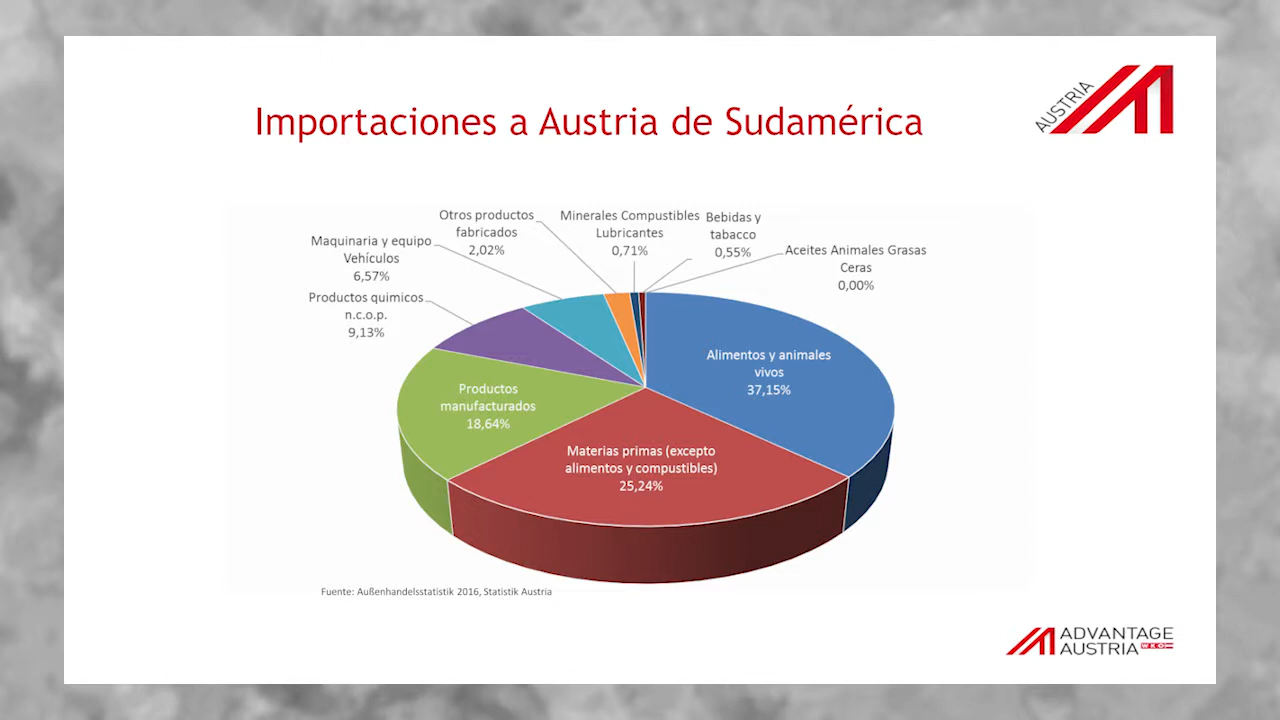 AUSTRIA
Importaciones a Austria de Sudamérica
Otros productos
fabricados
2,02%
Minerales Compustibles
Lubricantes
0,71%
Bebidas y
tabacco
0,55%
Aceites Animales Grasas
Ceras
0,00%
Maquinaria y equipo
Vehículos
6,57%
Productos quimicos
n.c.o.p.
9,13%
Alimentos y animales
vivos
37,15%
Productos
manufacturados
18,64%
Materias primas (excepto
alimentos y compustibles)
25,24%
Fuente: Außenhandelsstatistik 2016, Statistik Austria
ADVANTAGE
AUSTRIA WKO